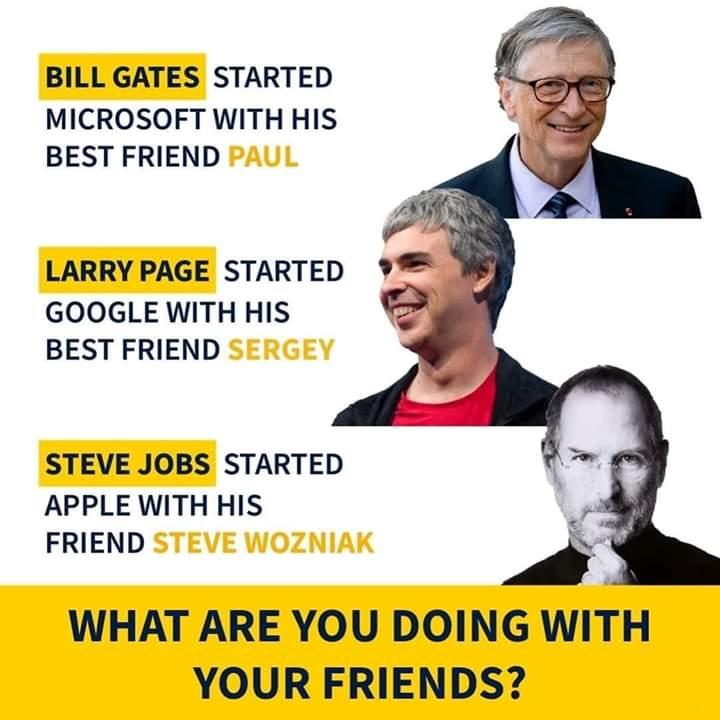 BILL GATES STARTED
MICROSOFT WITH HIS
BEST FRIEND PAUL
LARRY PAGE STARTED
GOOGLE WITH HIS
BEST FRIEND SERGEY
STEVE JOBS STARTED
APPLE WITH HIS
FRIEND STEVE WOZNIAK
WHAT ARE YOU DOING WITH
YOUR FRIENDS?